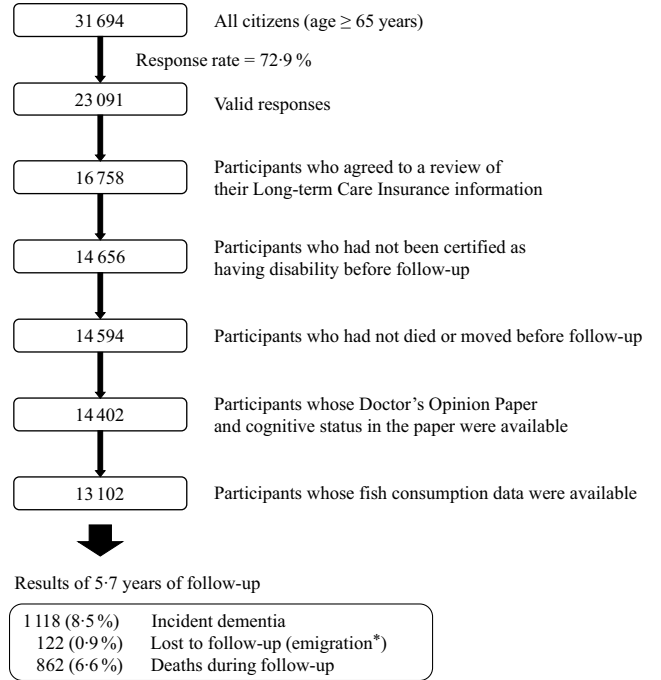 31 694 All citizens (age ≥ 65 years)
Response rate = 72·9 %
23 091 Valid responses
16 758 Participants who agreed to a review of
their Long-term Care Insurance information
14 656 Participants who had not been certified as
having disability before follow-up
14 594 Participants who had not died or moved before follow-up
14 402 Participants whose Doctor’s Opinion Paper
and cognitive status in the paper were available
13 102 Participants whose fish consumption data were available
Results of 5·7 years of follow-up
1 118 (8·5 %) Incident dementia
122 (0·9 %) Lost to follow-up (emigration*)
862 (6·6 %) Deaths during follow-up